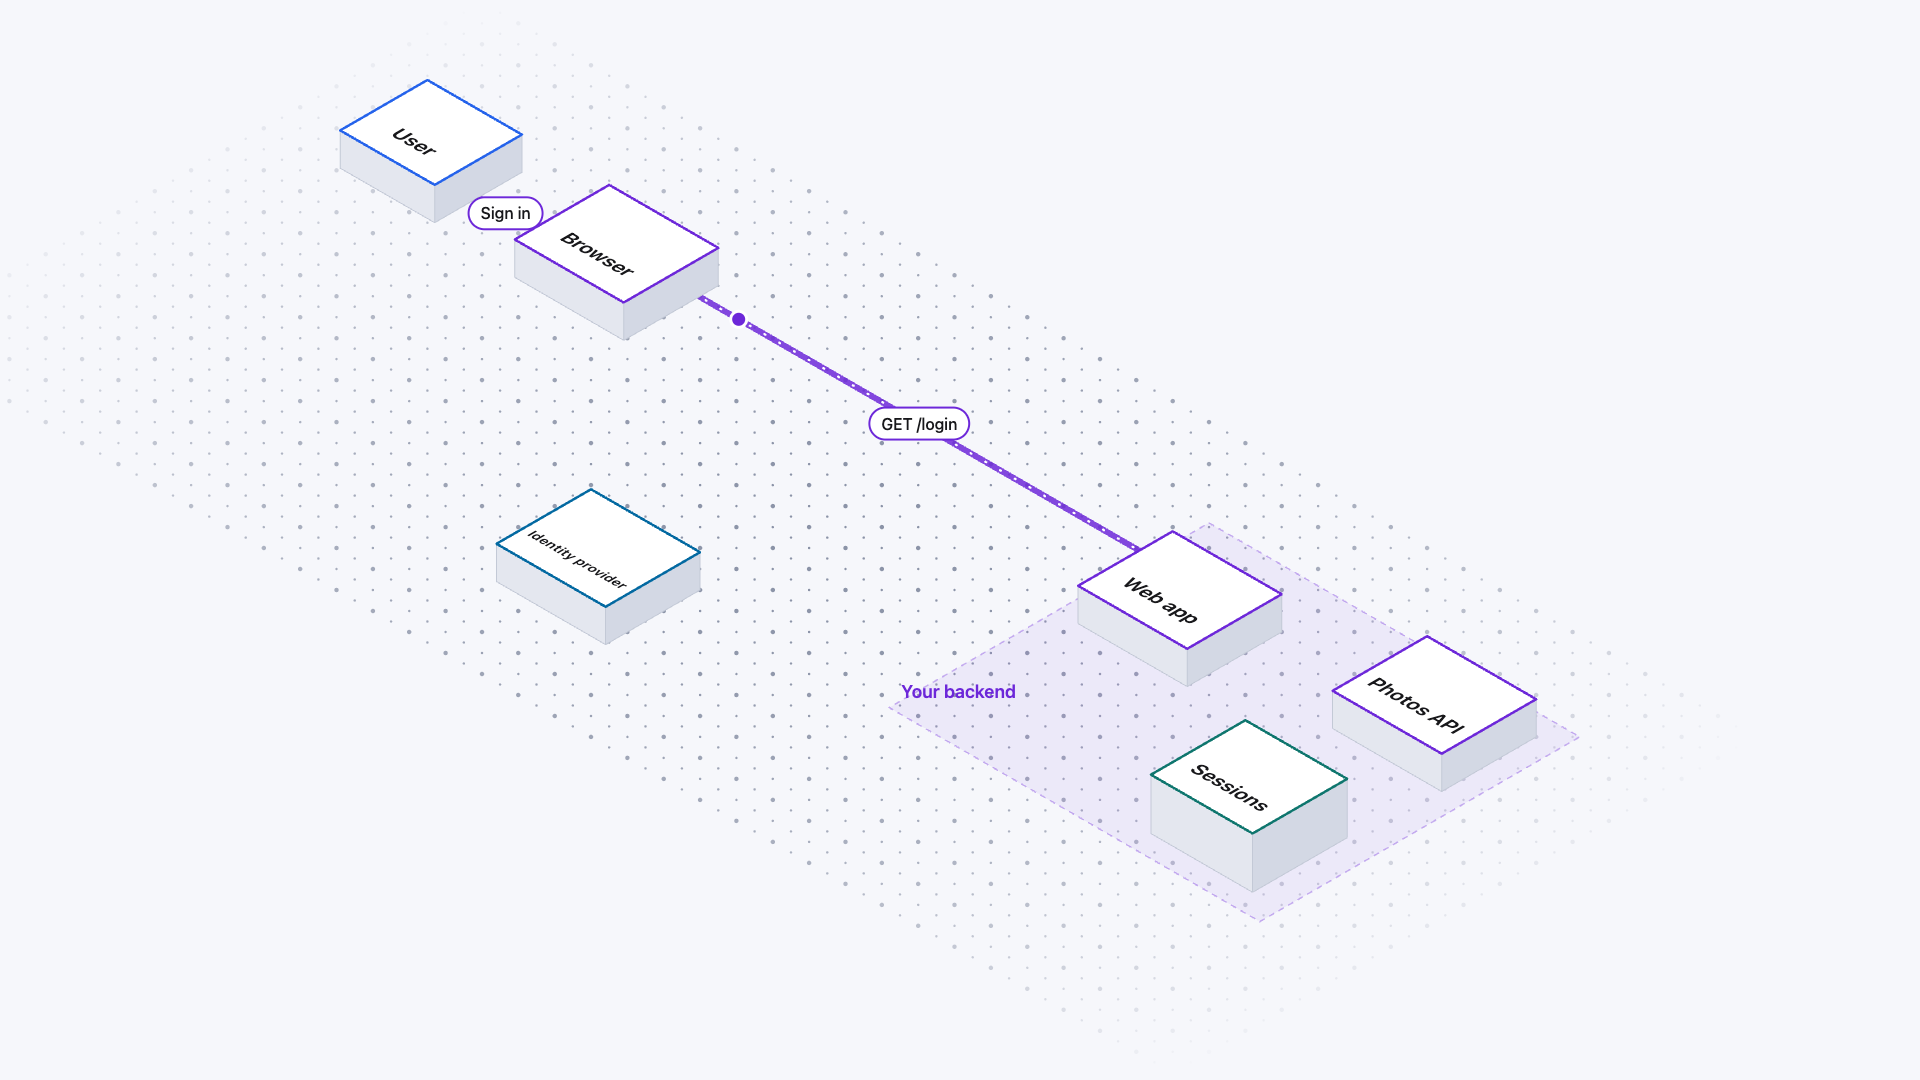 User
Sign in
Browser
GET /login
Identity provider
Web app
Your backend
Photos API
Sessions